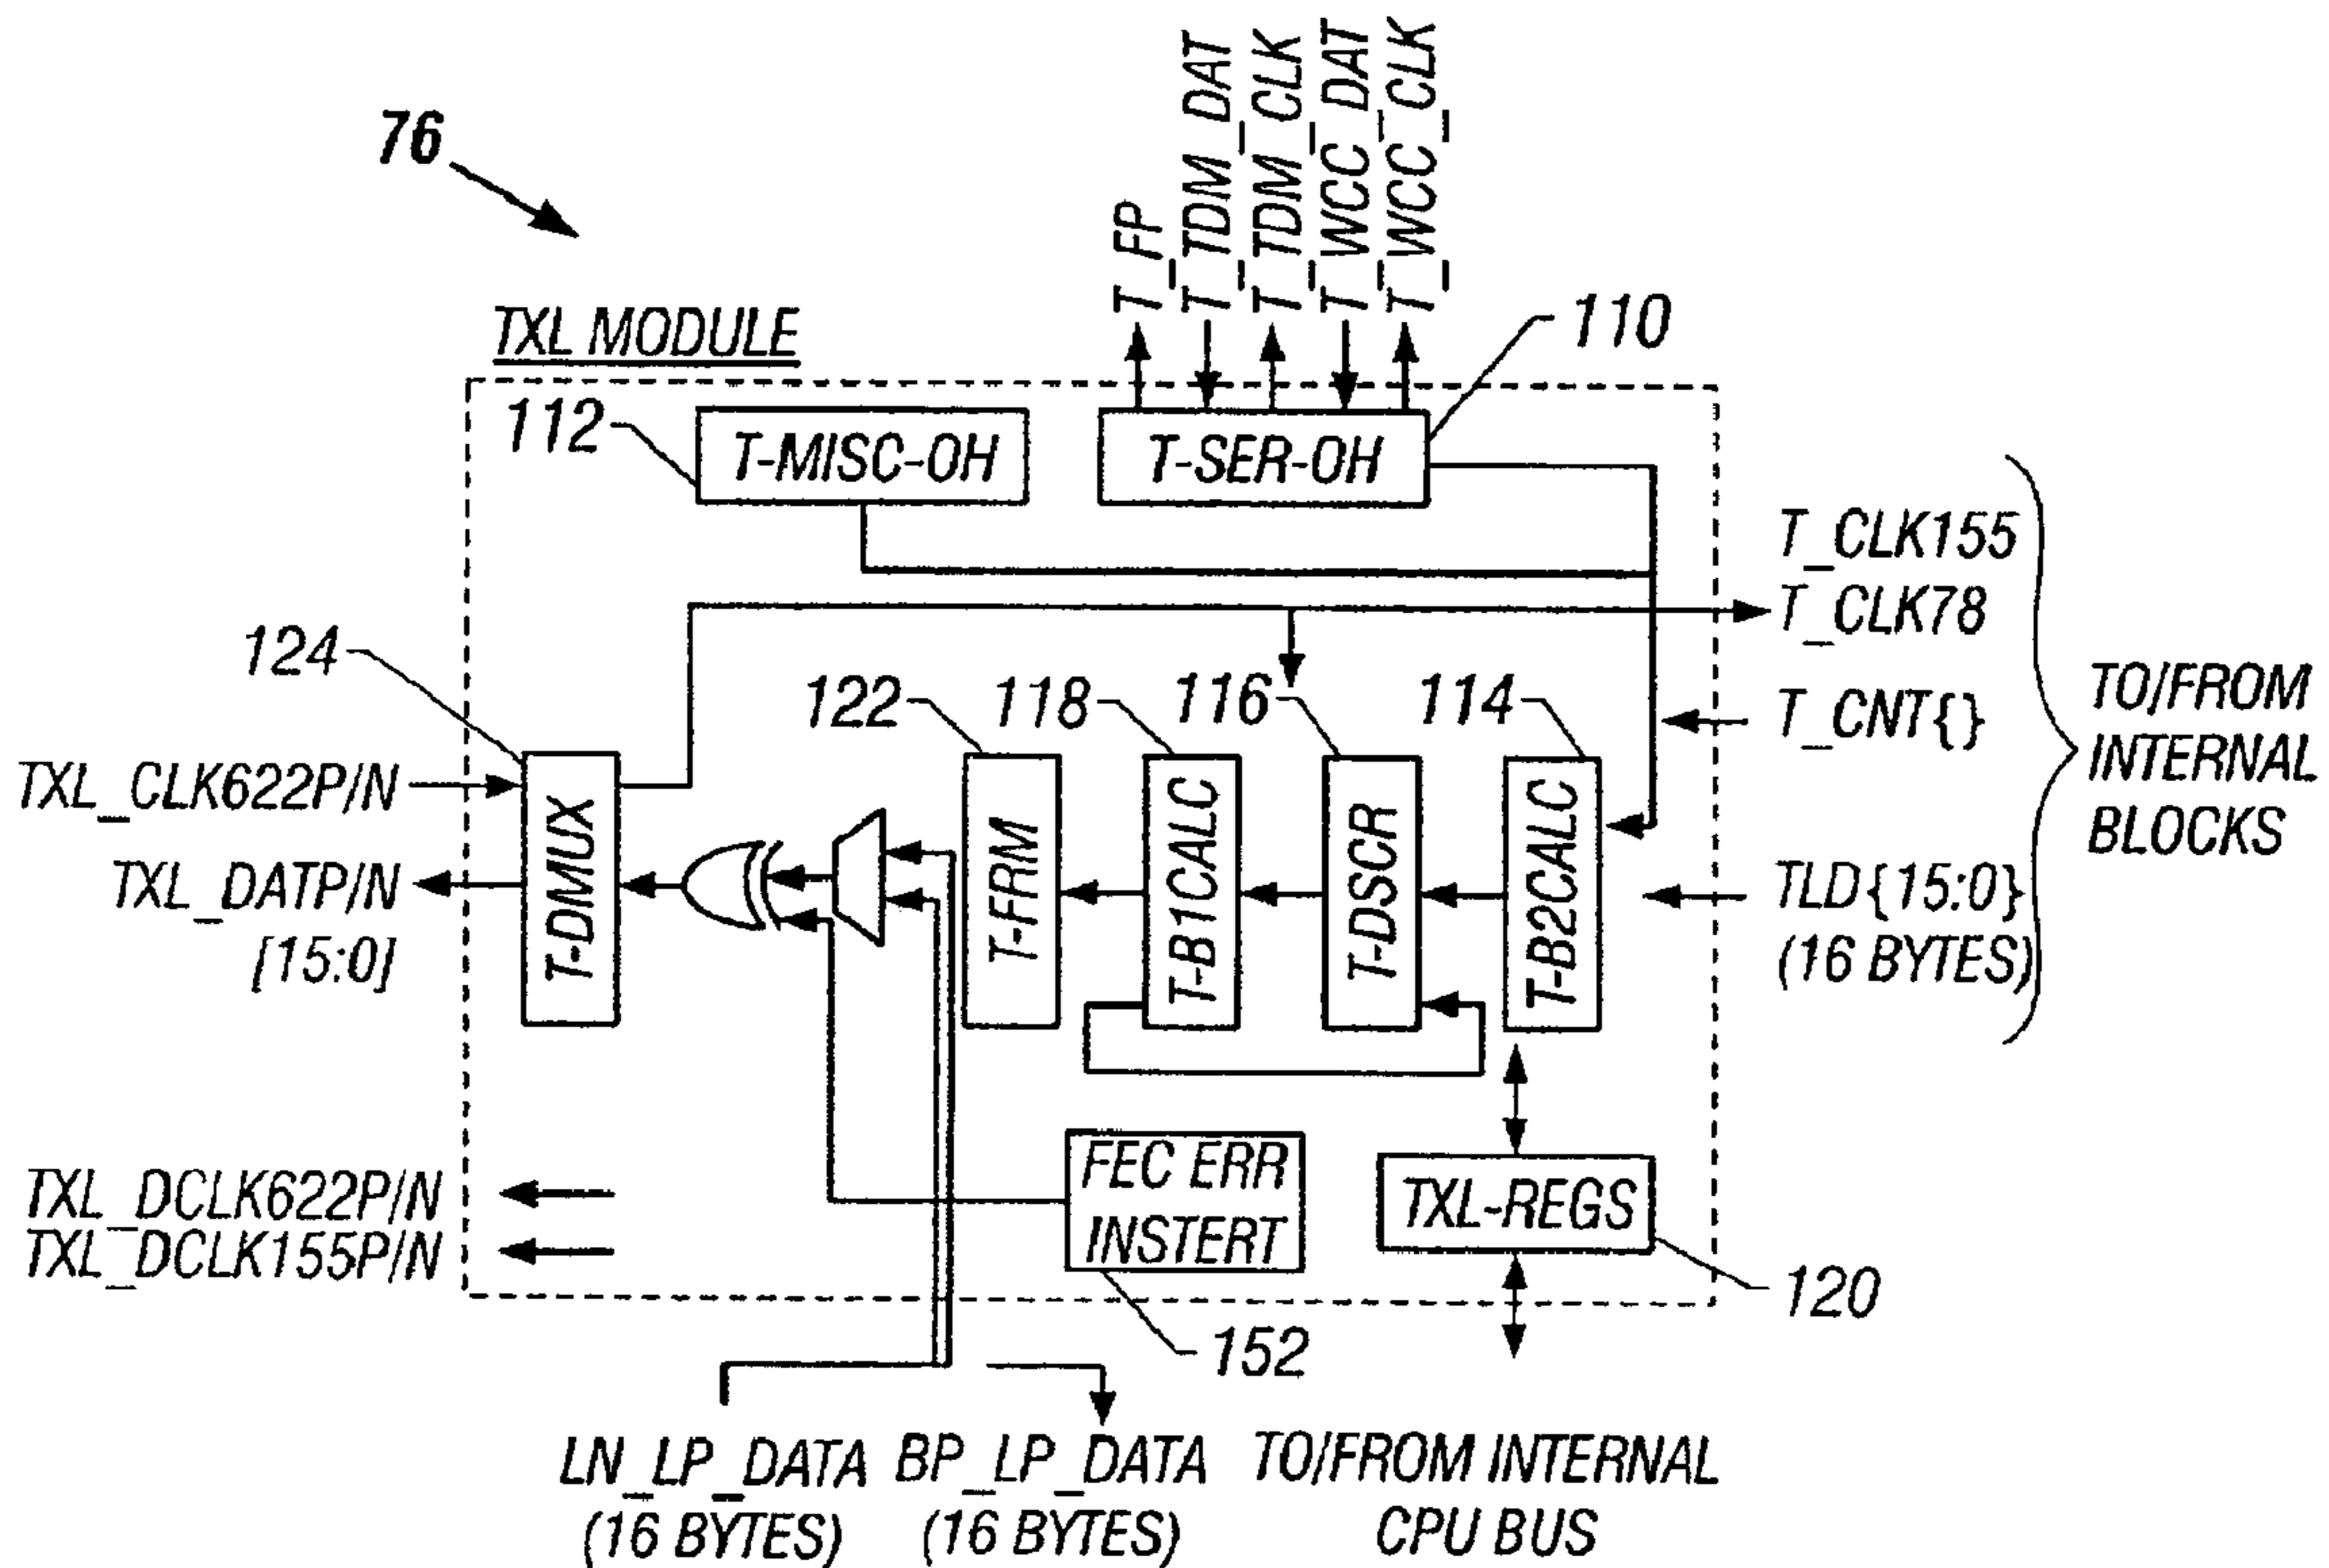 76
T_FP
T_TDM_DAT
T_TDM_CLK
T_WCC_DAT
T_WCC_CLK
TXL MODULE
110
112
T-MISC-OH
T-SER-OH
T_CLK155
T_CLK78
T_CNT{}
TLD{15:0}
(16 BYTES)
TO/FROM
INTERNAL
BLOCKS
124
122
118
116
114
TXL_CLK622P/N
TXL_DATP/N
[15:0]
T-DMUX
T-FRM
T-B1CALC
T-DSCR
T-B2CALC
TXL_DCLK622P/N
TXL_DCLK155P/N
FEC ERR
INSTERT
TXL-REGS
120
152
LN_LP_DATA
(16 BYTES)
BP_LP_DATA
(16 BYTES)
TO/FROM INTERNAL
CPU BUS